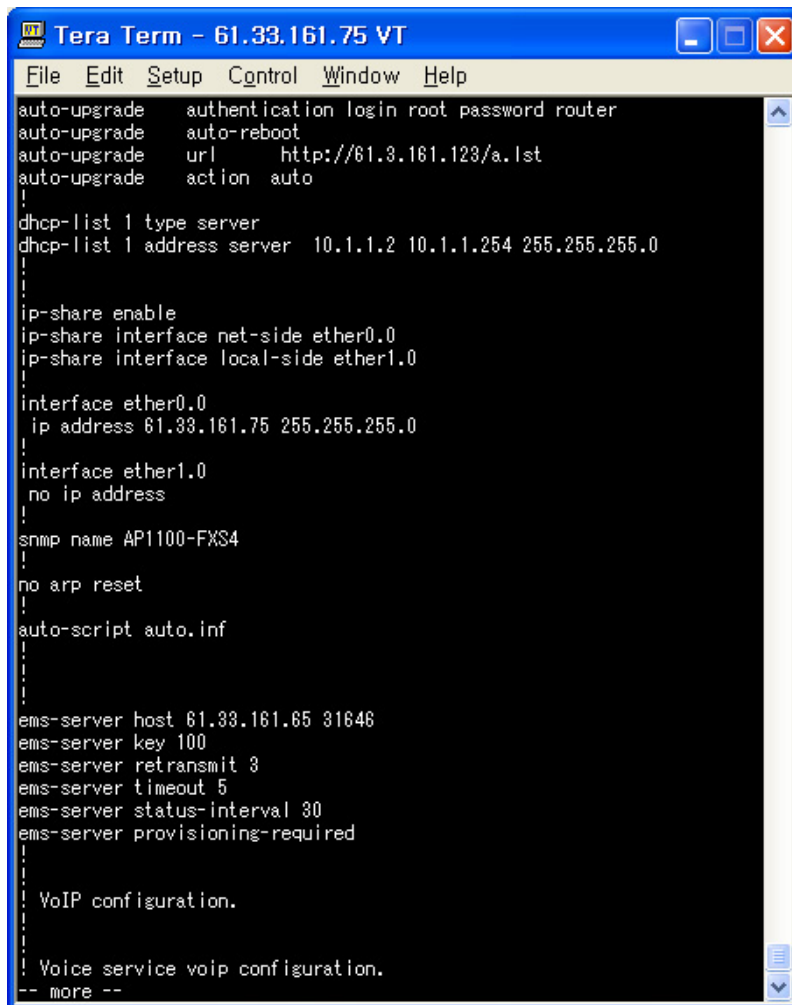 Tera Term - 61.33.161.75 VT
File Edit Setup Control Window Help
auto-upgrade    authentication login root password router
auto-upgrade    auto-reboot
auto-upgrade    url      http://61.3.161.123/a.lst
auto-upgrade    action  auto
!
dhcp-list 1 type server
dhcp-list 1 address server  10.1.1.2 10.1.1.254 255.255.255.0
!
!
ip-share enable
ip-share interface net-side ether0.0
ip-share interface local-side ether1.0
!
interface ether0.0
 ip address 61.33.161.75 255.255.255.0
!
interface ether1.0
 no ip address
!
snmp name AP1100-FXS4
!
no arp reset
!
auto-script auto.inf
!
!
!
ems-server host 61.33.161.65 31646
ems-server key 100
ems-server retransmit 3
ems-server timeout 5
ems-server status-interval 30
ems-server provisioning-required
!
!
! VoIP configuration.
!
!
! Voice service voip configuration.
-- more --